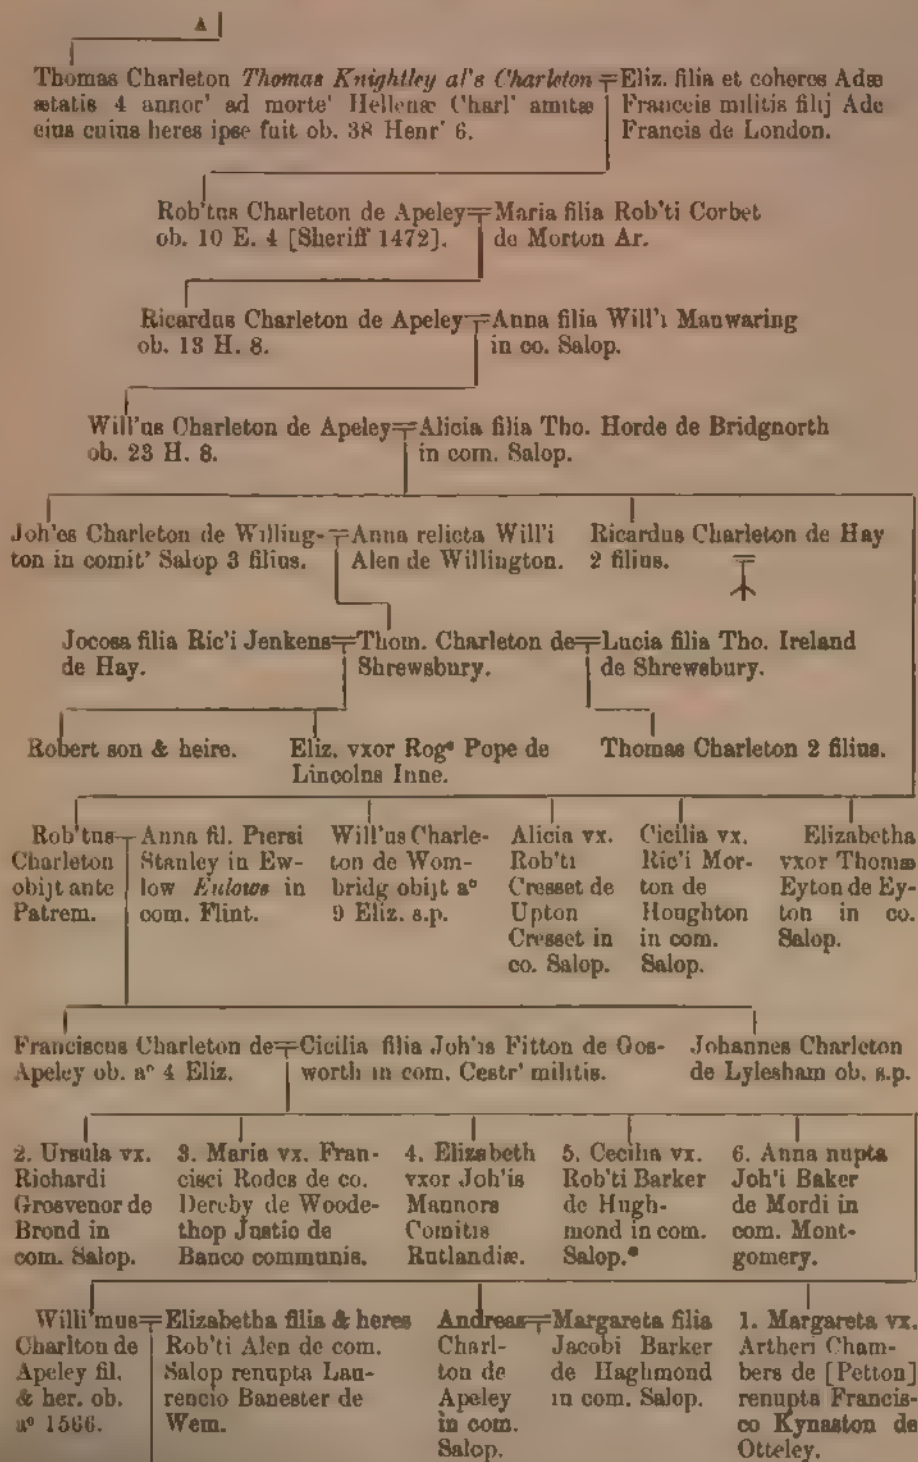 A
Thomas Charleton Thomas Knightley al's Charleton
ætatis 4 annor' ad morte' Hellenæ Charl' amitæ
eius cuius heres ipse fuit ob. 38 Henr' 6.
Eliz. filia et coheres Adæ
Franceis militis filij Ade
Francis de London.
Rob'tus Charleton de Apeley
ob. 10 E. 4 [Sheriff 1472].
Maria filia Rob'ti Corbet
de Morton Ar.
Ricardus Charleton de Apeley
ob. 13 H. 8.
Anna filia Will'i Manwaring
in co. Salop.
Will'us Charleton de Apeley
ob. 23 H. 8.
Alicia filia Tho. Horde de Bridgnorth
in com. Salop.
Joh'es Charleton de Willing-
ton in comit' Salop 3 filius.
Anna relicta Will'i
Alen de Willington.
Ricardus Charleton de Hay
2 filius.
Jocosa filia Ric'i Jenkens
de Hay.
Thom. Charleton de
Shrewsbury.
Lucia filia Tho. Ireland
de Shrewsbury.
Robert son & heire.
Eliz. vxor Rogᵉ Pope de
Lincolns Inne.
Thomas Charleton 2 filius.
Rob'tus
Charleton
obijt ante
Patrem.
Anna fil. Piersi
Stanley in Ew-
low Eulows in
com. Flint.
Will'us Charle-
ton de Wom-
bridg obijt aº
9 Eliz. s.p.
Alicia vx.
Rob'ti
Cresset de
Upton
Cresset in
co. Salop.
Cicilia vx.
Ric'i Mor-
ton de
Houghton
in com.
Salop.
Elizabetha
vxor Thomæ
Eyton de Ey-
ton in co.
Salop.
Franciscus Charleton de
Apeley ob. aº 4 Eliz.
Cicilia filia Joh'is Fitton de Gos-
worth in com. Cestr' militis.
Johannes Charleton
de Lylesham ob. s.p.
2. Ursula vx.
Richardi
Grosvenor de
Brond in
com. Salop.
3. Maria vx. Fran-
cisci Rodes de co.
Dereby de Woode-
thop Justic de
Banco communis.
4. Elizabeth
vxor Joh'is
Mannors
Comitis
Rutlandiæ.
5. Cecilia vx.
Rob'ti Barker
de Hugh-
mond in com.
Salop.*
6. Anna nupta
Joh'i Baker
de Mordi in
com. Mont-
gomery.
Willi'mus
Charlton de
Apeley fil.
& her. ob.
aº 1566.
Elizabetha filia & heres
Rob'ti Alen de com.
Salop renupta Lau-
rencio Banester de
Wem.
Andreas
Charl-
ton de
Apeley
in com.
Salop.
Margareta filia
Jacobi Barker
de Haghmond
in com. Salop.
1. Margareta vx.
Artheri Cham-
bers de [Petton]
renupta Francis-
co Kynaston de
Otteley.